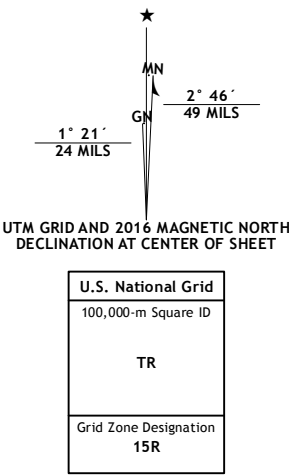 ★
MN
2° 46´
49 MILS
GN
1° 21´
24 MILS
UTM GRID AND 2016 MAGNETIC NORTH
DECLINATION AT CENTER OF SHEET
U.S. National Grid
100,000-m Square ID
TR
Grid Zone Designation
15R